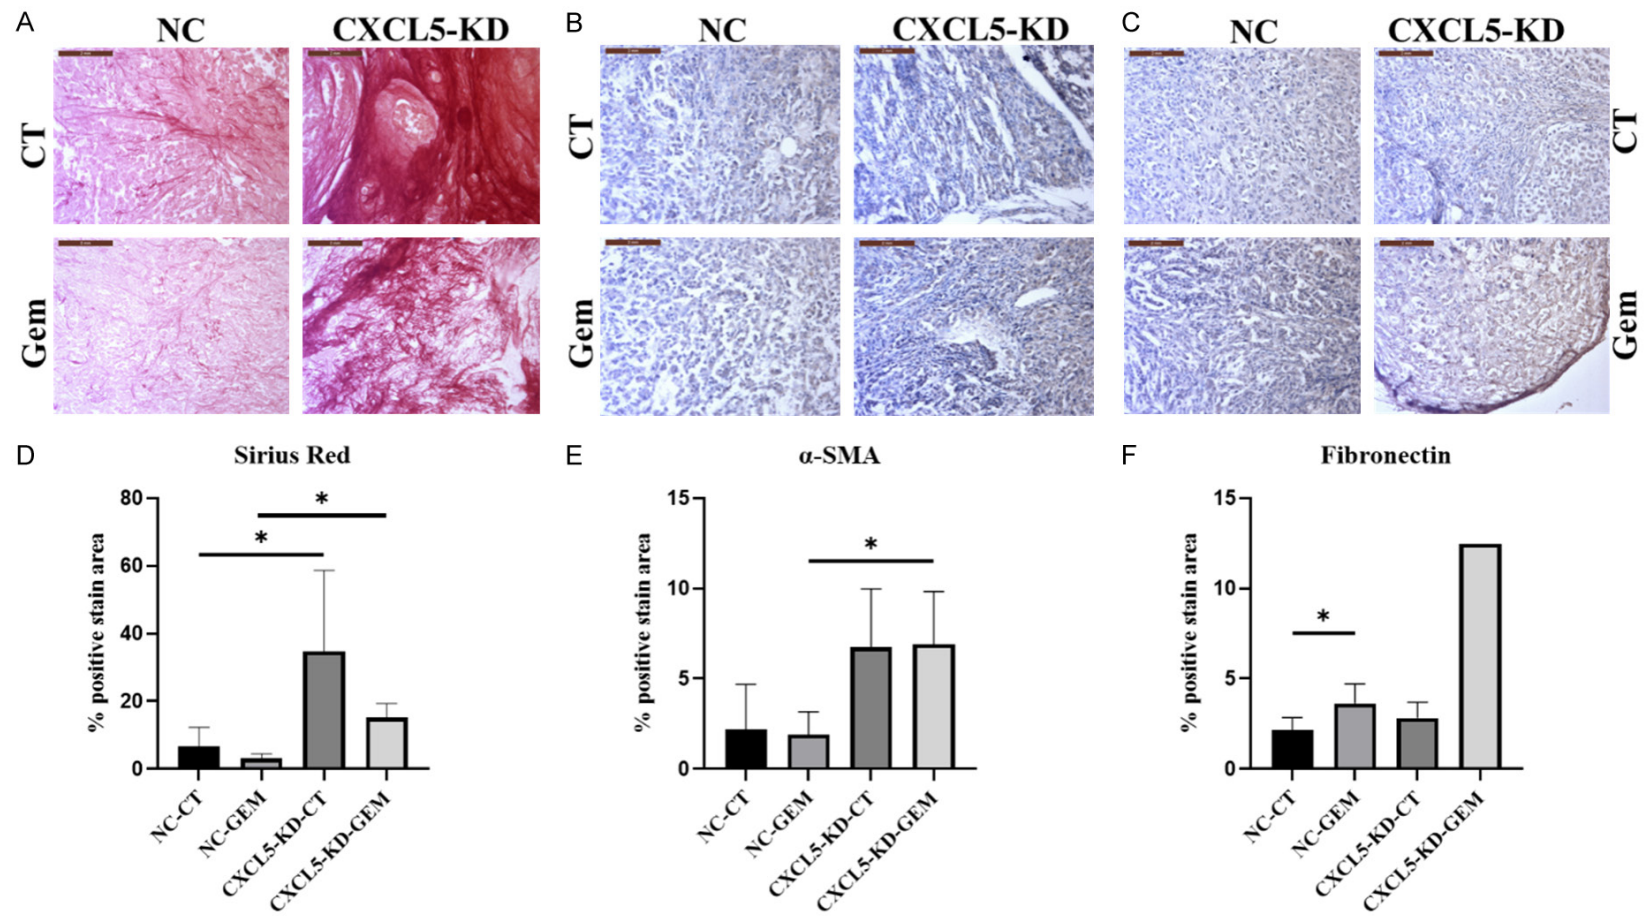 A
NC
CXCL5-KD
B
NC
CXCL5-KD
C
NC
CXCL5-KD
CT
CT
CT
Gem
Gem
Gem
D
Sirius Red
E
α-SMA
F
Fibronectin
% positive stain area
80
60
40
20
0
*
*
NC-CT
NC-GEM
CXCL5-KD-CT
CXCL5-KD-GEM
% positive stain area
15
10
5
0
*
NC-CT
NC-GEM
CXCL5-KD-CT
CXCL5-KD-GEM
% positive stain area
15
10
5
0
*
NC-CT
NC-GEM
CXCL5-KD-CT
CXCL5-KD-GEM